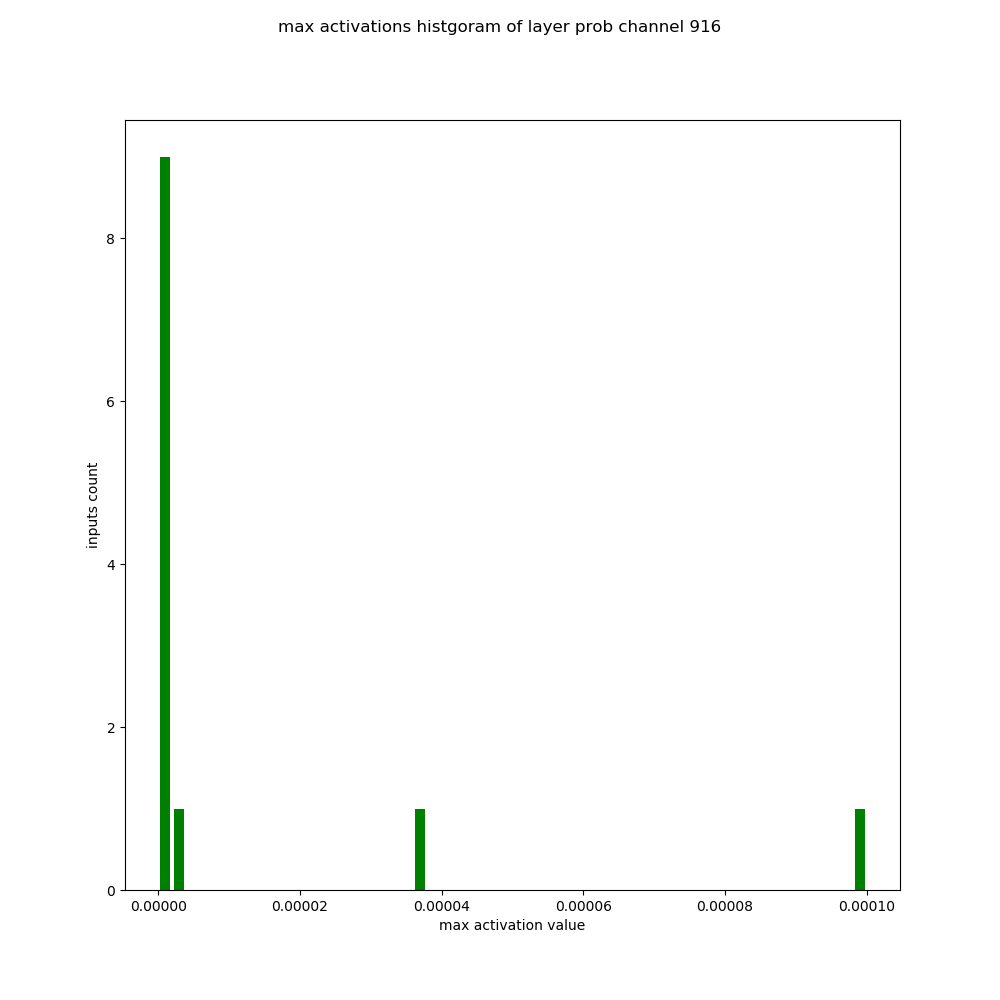 max activations histgoram of layer prob channel 916
8
6
4
2
0
inputs count
0.00000 0.00002 0.00004 0.00006 0.00008 0.00010
max activation value